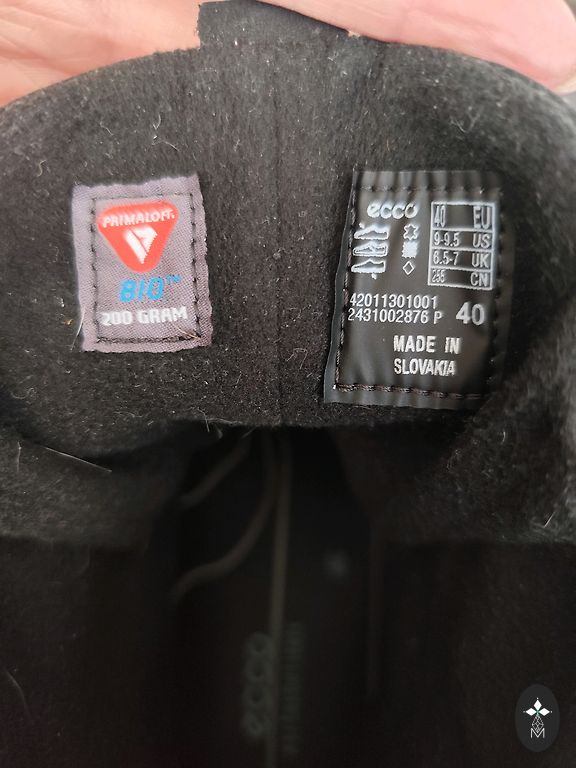 PRIMALOFT®
BIO™
200 GRAM
ecco
40 EU
9-9.5 US
6.5-7 UK
255 CN
42011301001
2431002876 P 40
MADE IN
SLOVAKIA
ecco
M